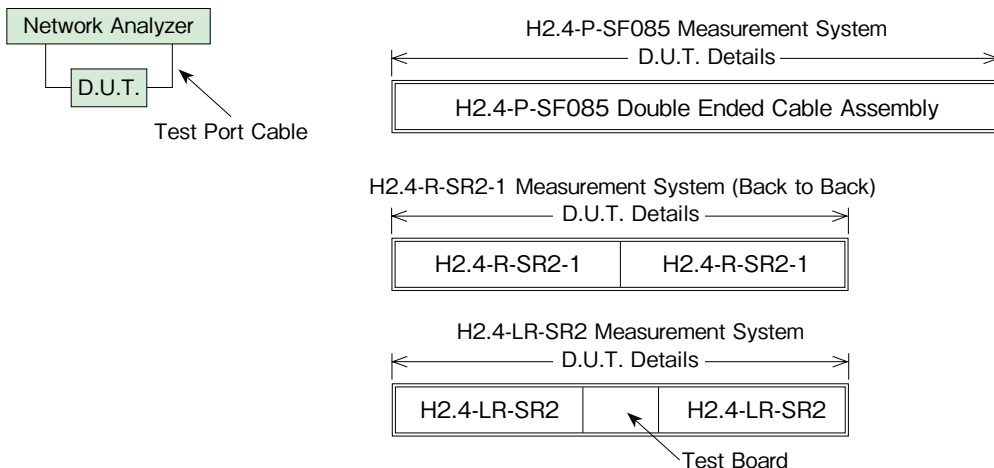 Network Analyzer
D.U.T.
Test Port Cable
H2.4-P-SF085 Measurement System
D.U.T. Details
H2.4-P-SF085 Double Ended Cable Assembly
H2.4-R-SR2-1 Measurement System (Back to Back)
D.U.T. Details
H2.4-R-SR2-1
H2.4-R-SR2-1
H2.4-LR-SR2 Measurement System
D.U.T. Details
H2.4-LR-SR2
H2.4-LR-SR2
Test Board